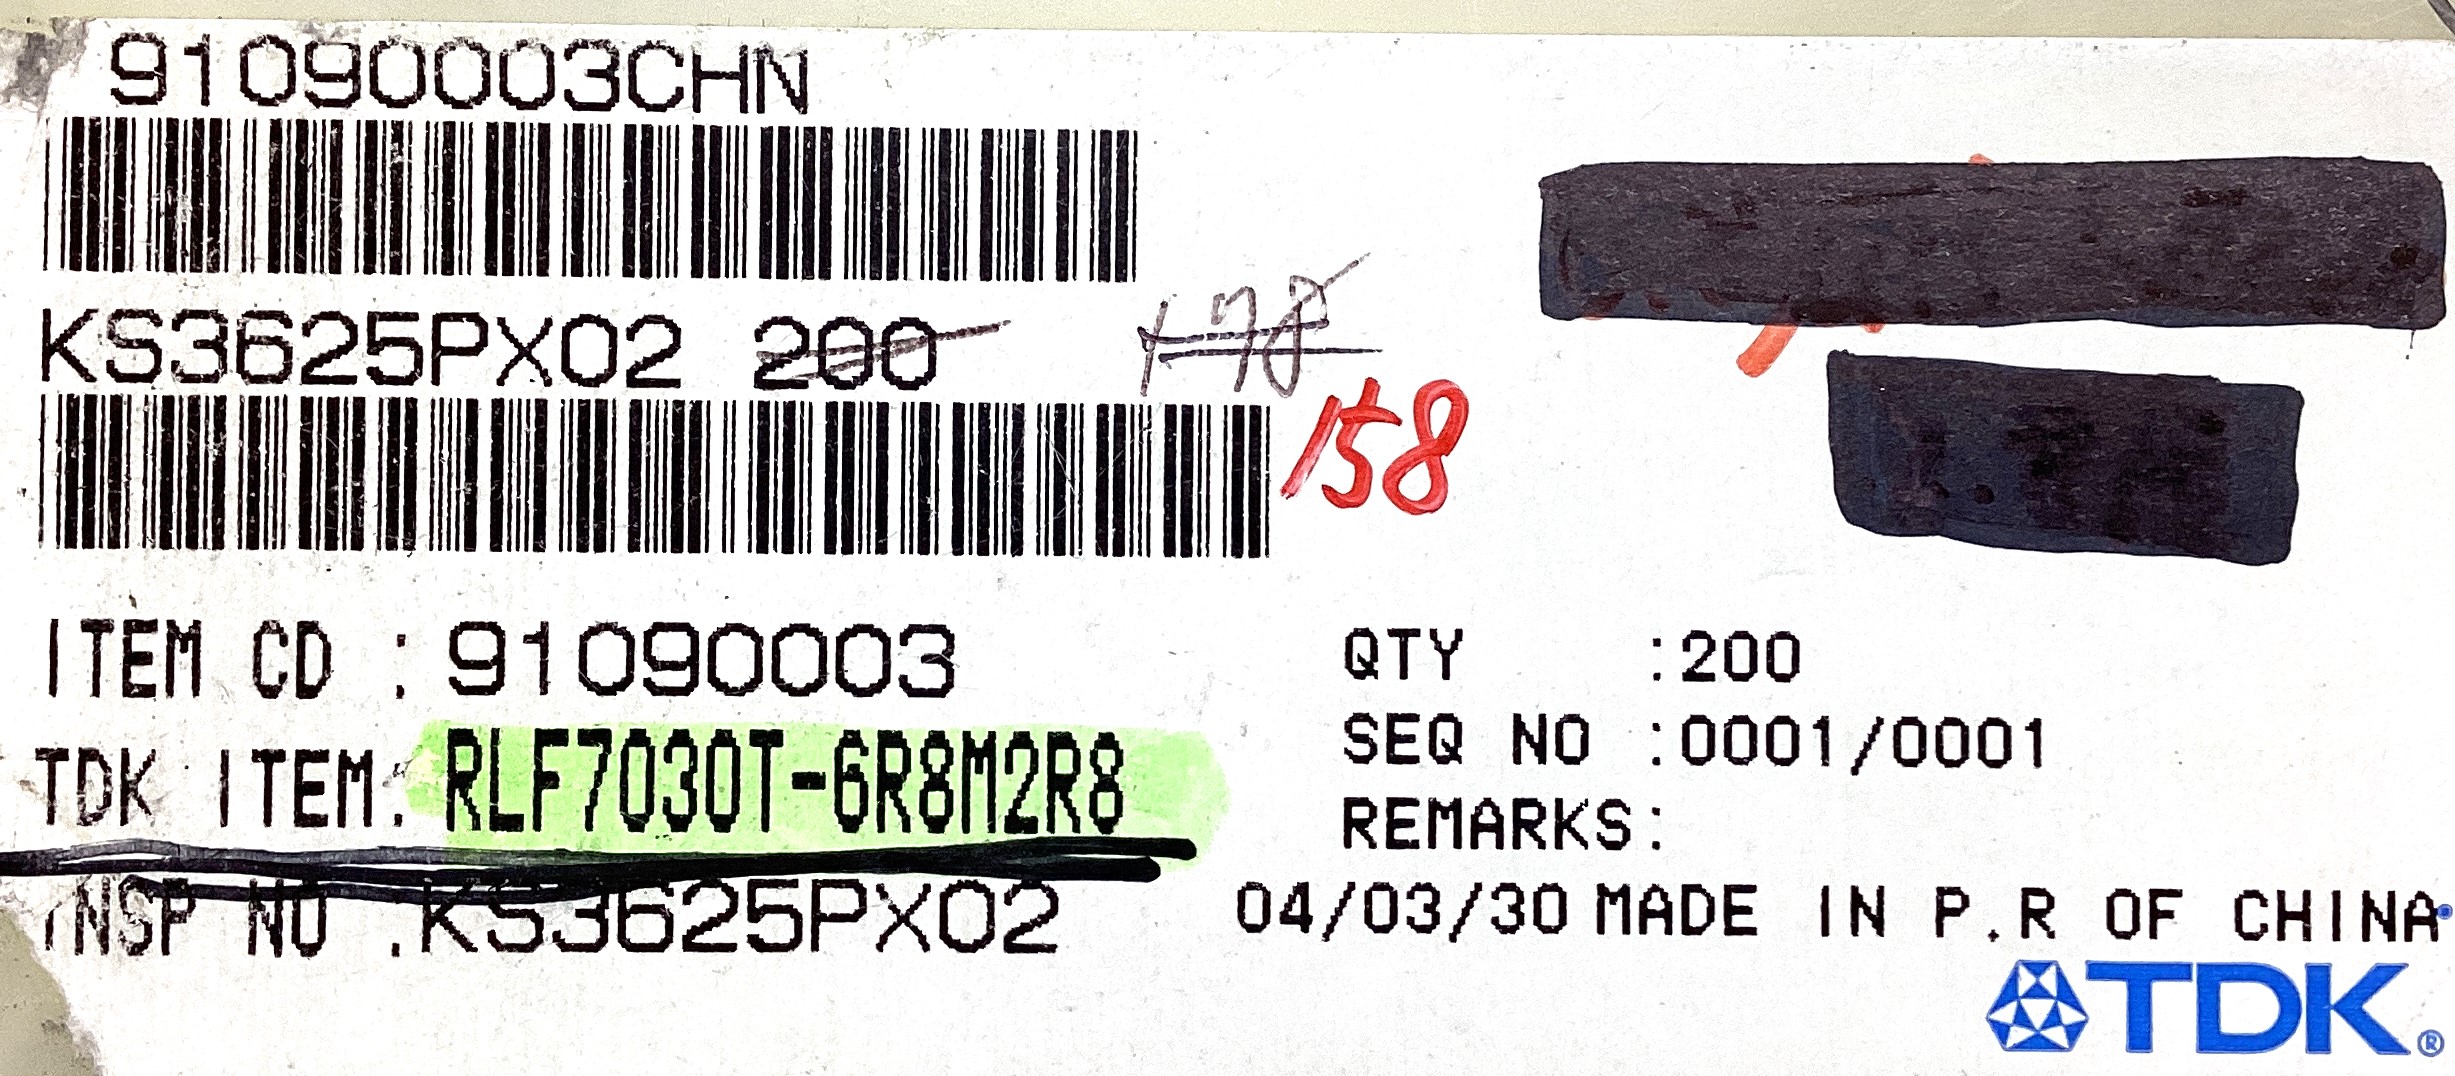 91090003CHN
KS3625PX02 200 178
158
ITEM CD : 91090003
TDK ITEM: RLF7030T-6R8M2R8
INSP NO :KS3625PX02
QTY :200
SEQ NO :0001/0001
REMARKS:
04/03/30 MADE IN P.R OF CHINA
TDK®